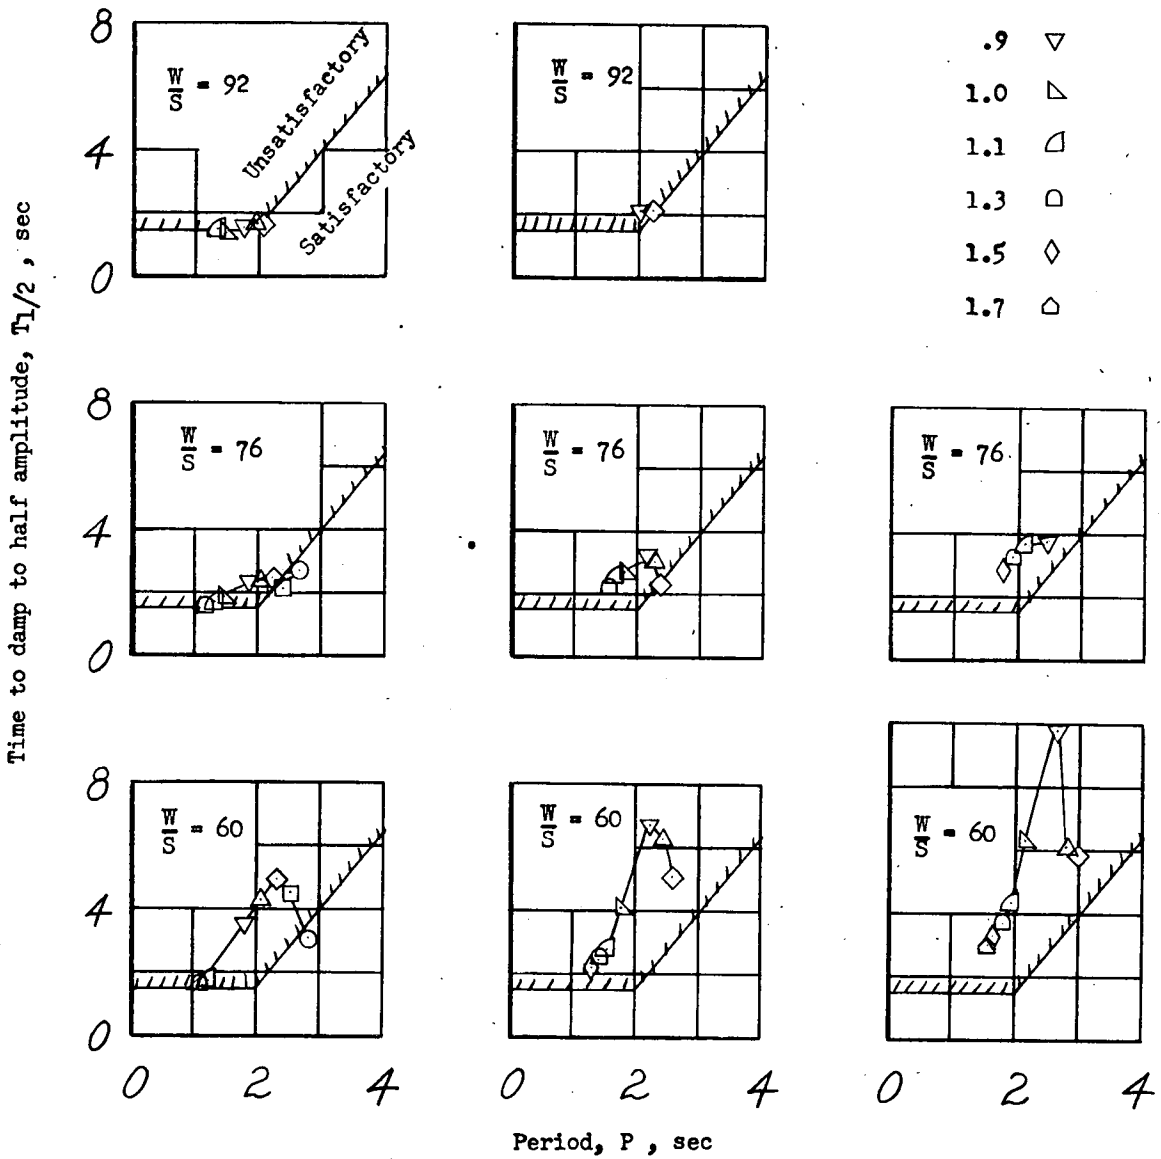 8
4
0
W/S = 92
Unsatisfactory
Satisfactory
W/S = 92
.9
1.0
1.1
1.3
1.5
1.7
Time to damp to half amplitude, T1/2 , sec
8
4
0
W/S = 76
W/S = 76
W/S = 76
8
4
0
W/S = 60
W/S = 60
W/S = 60
0 2 4
0 2 4
0 2 4
Period, P , sec